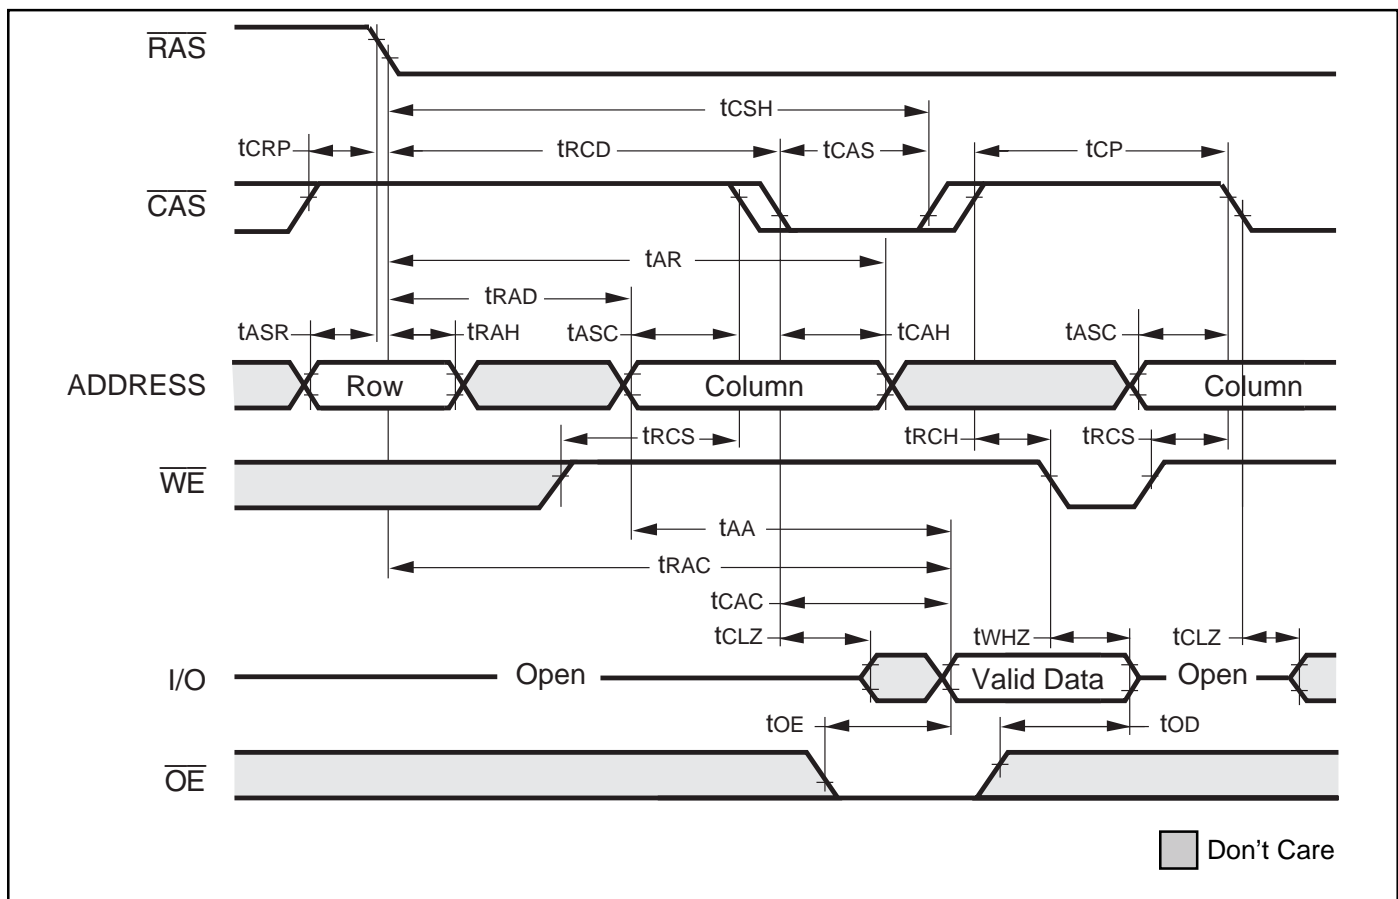 RAS
tCSH
tCRP tRCD tCAS tCP
CAS
tAR
tRAD
tASR tRAH tASC tCAH tASC
ADDRESS Row Column Column
tRCS tRCH tRCS
WE
tAA
tRAC
tCAC
tCLZ tWHZ tCLZ
I/O Open Valid Data Open
tOE tOD
OE
Don't Care